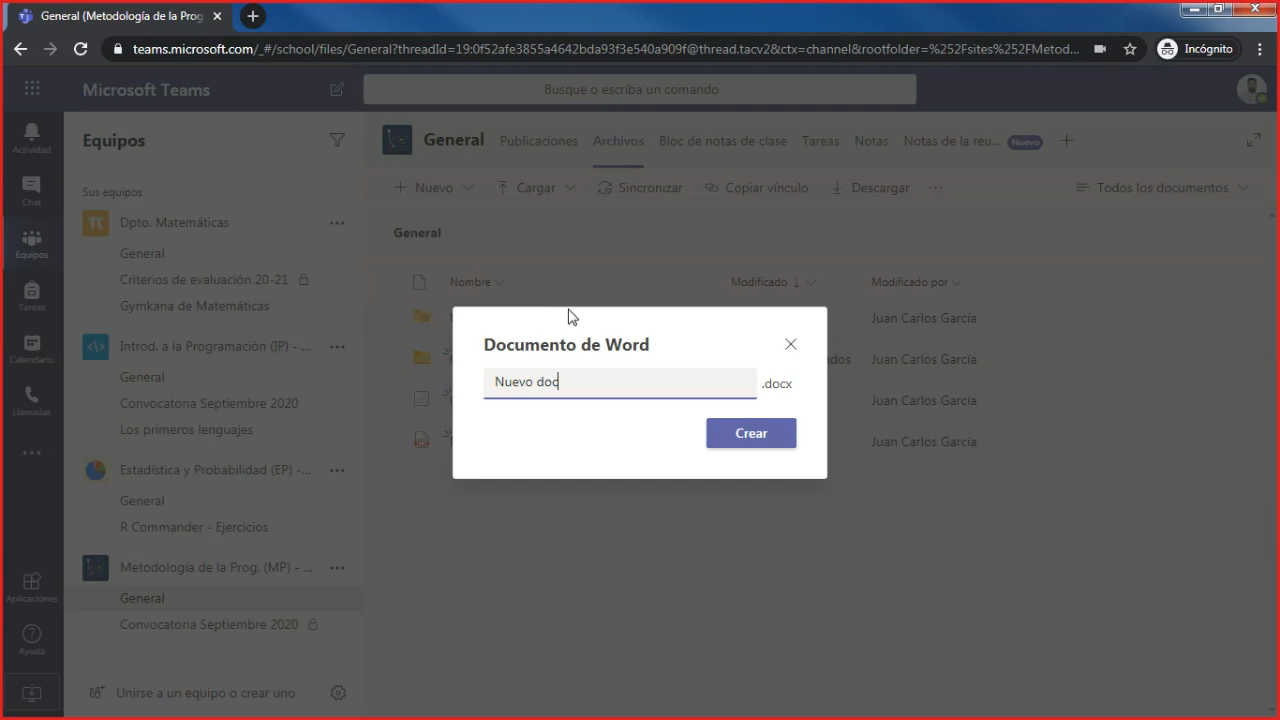 General (Metodología de la Prog
teams.microsoft.com/_#/school/files/General?threadId=19:0f52afe3855a4642bda93f3e540a909f@thread.tacv2&ctx=channel&rootfolder=%252Fsites%252FMetod...
Incógnito
Microsoft Teams
Busque o escriba un comando
Actividad
Chat
Equipos
Tareas
Calendario
Llamadas
Aplicaciones
Ayuda
Equipos
Sus equipos
Dpto. Matemáticas
General
Criterios de evaluación 20-21
Gymkana de Matemáticas
Introd. a la Programación (IP) - ...
General
Convocatoria Septiembre 2020
Los primeros lenguajes
Estadística y Probabilidad (EP) -...
General
R Commander - Ejercicios
Metodología de la Prog. (MP) - ...
General
Convocatoria Septiembre 2020
Unirse a un equipo o crear uno
General Publicaciones Archivos Bloc de notas de clase Tareas Notas Notas de la reu... Nuevo
Nuevo Cargar Sincronizar Copiar vínculo Descargar ... Todos los documentos
General
Nombre Modificado Modificado por
Juan Carlos García
Juan Carlos García
Juan Carlos García
Juan Carlos García
Documento de Word
Nuevo doc .docx
Crear